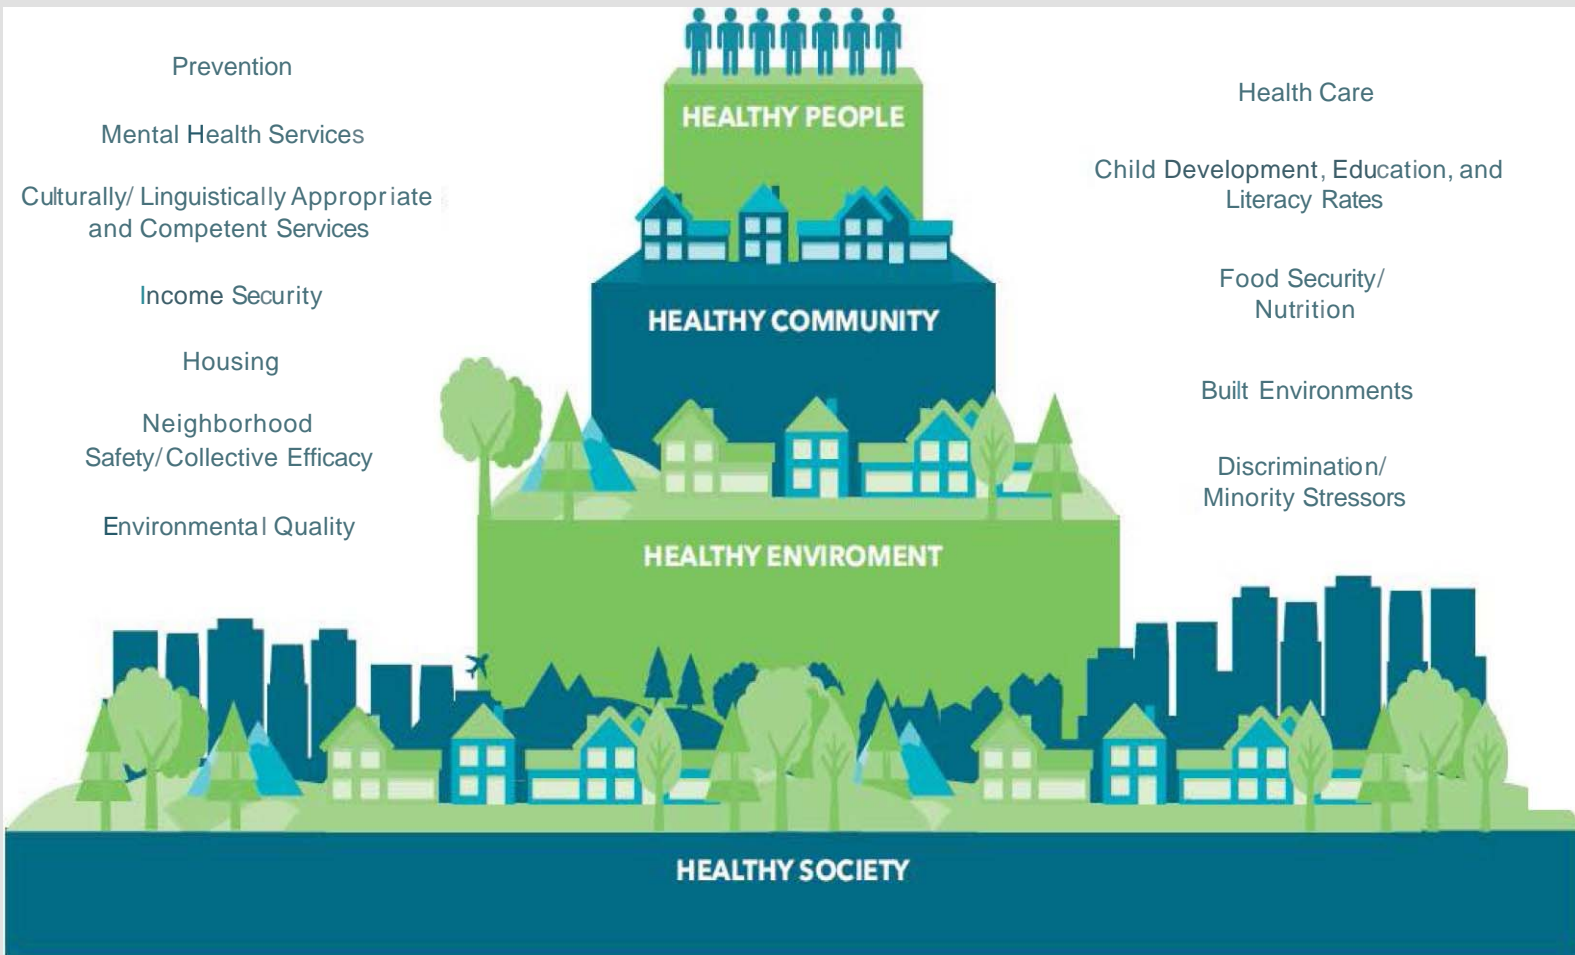 Prevention
Mental Health Services
Culturally/ Linguistically Appropriate
and Competent Services
Income Security
Housing
Neighborhood
Safety/Collective Efficacy
Environmental Quality
HEALTHY PEOPLE
HEALTHY COMMUNITY
HEALTHY ENVIROMENT
HEALTHY SOCIETY
Health Care
Child Development, Education, and
Literacy Rates
Food Security/
Nutrition
Built Environments
Discrimination/
Minority Stressors